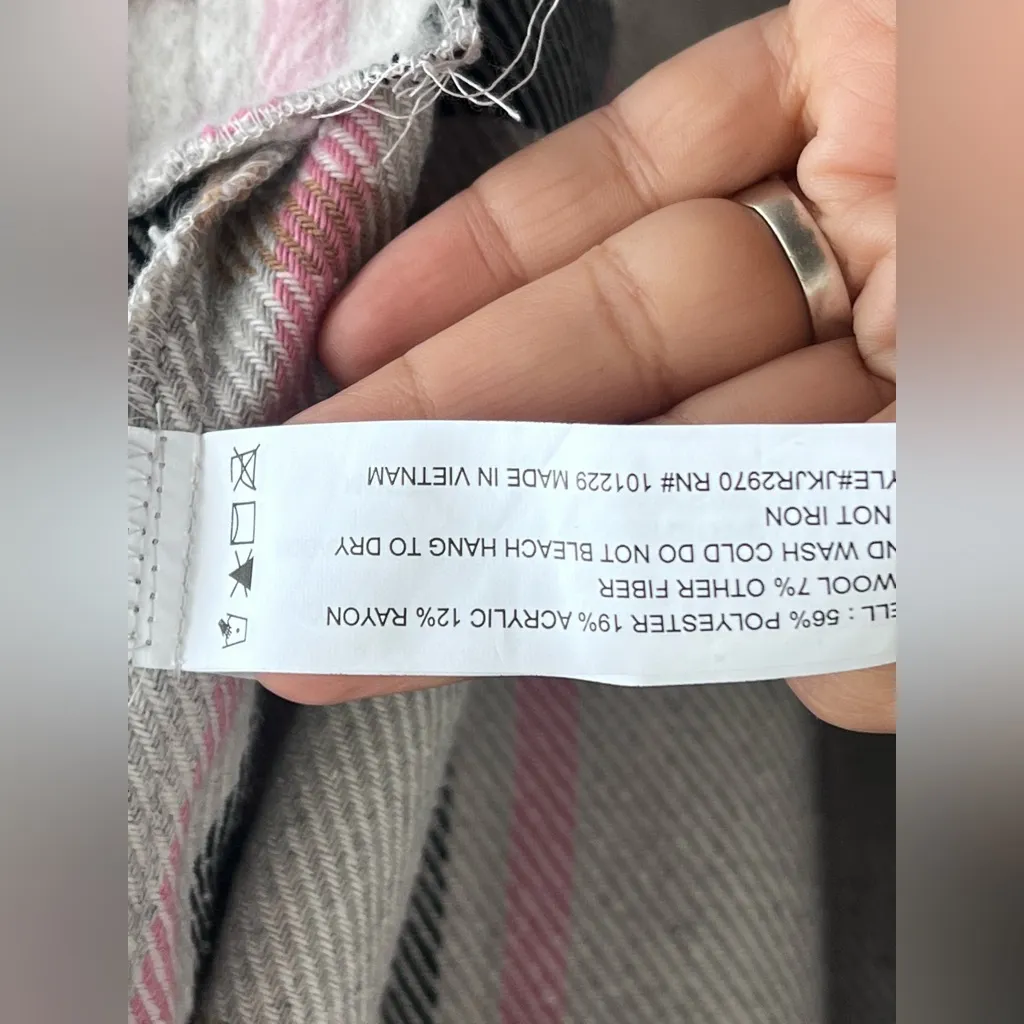 ELL : 56% POLYESTER 19% ACRYLIC 12% RAYON
WOOL 7% OTHER FIBER
ND WASH COLD DO NOT BLEACH HANG TO DRY
NOT IRON
YLE#JKJR2970 RN# 101229 MADE IN VIETNAM